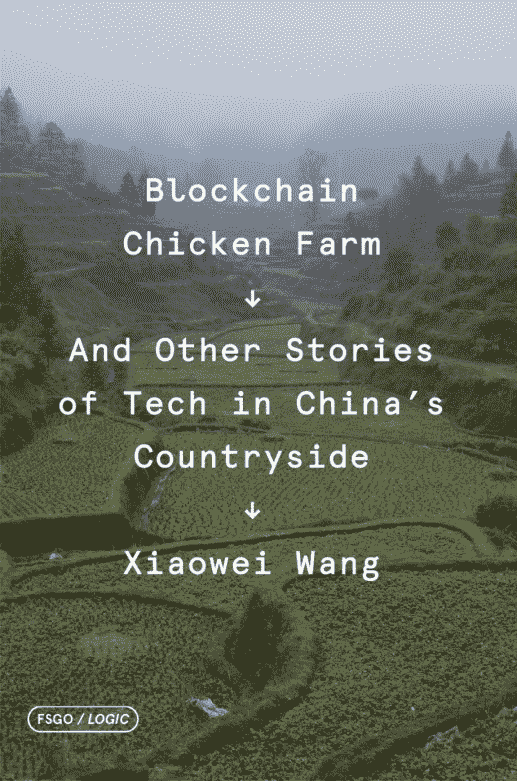 Blockchain
Chicken Farm
↓
And Other Stories
of Tech in China’s
Countryside
↓
Xiaowei Wang
FSGO / LOGIC